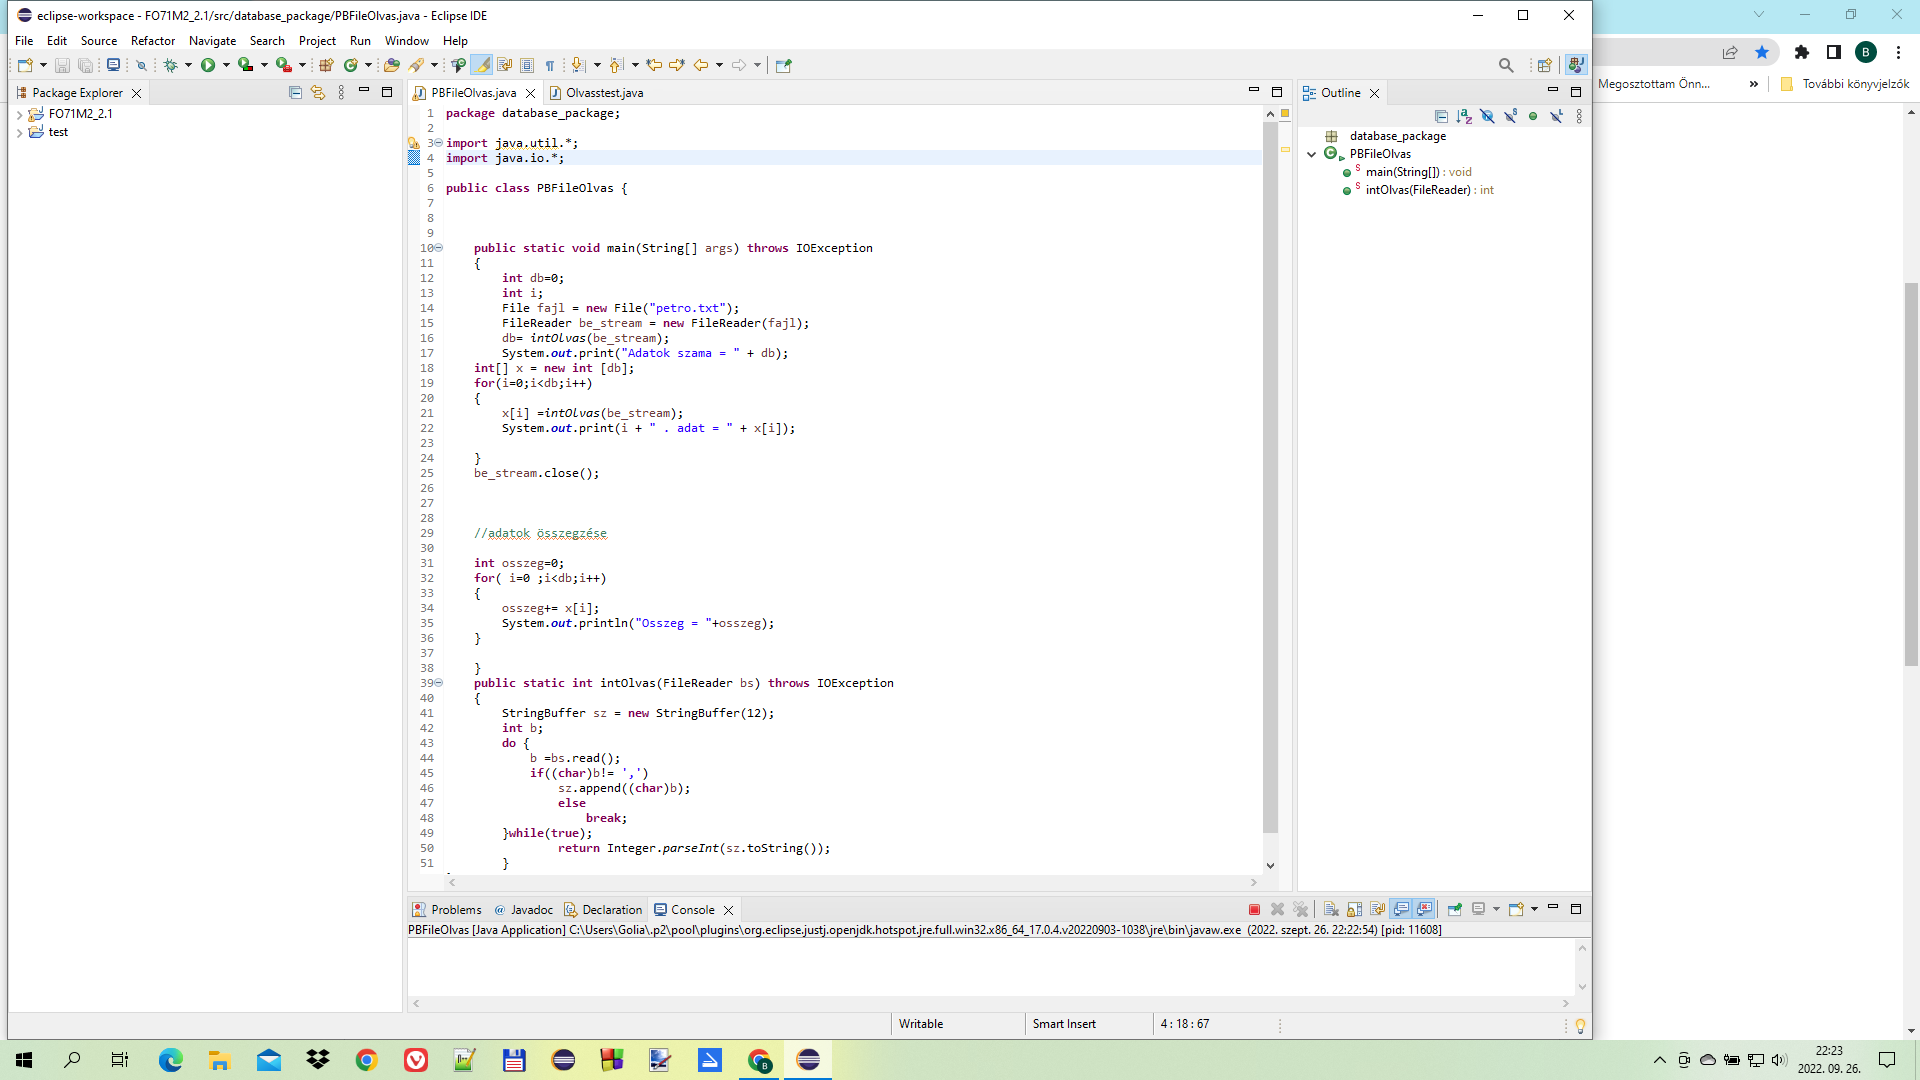 eclipse-workspace - FO71M2_2.1/src/database_package/PBFileOlvas.java - Eclipse IDE
File Edit Source Refactor Navigate Search Project Run Window Help
Megosztottam Önn... » További könyvjelzők
B
Package Explorer
FO71M2_2.1
test
PBFileOlvas.java Olvasstest.java
1 package database_package;
2
3 import java.util.*;
4 import java.io.*;
5
6 public class PBFileOlvas {
7
8
9
10 public static void main(String[] args) throws IOException
11 {
12 int db=0;
13 int i;
14 File fajl = new File("petro.txt");
15 FileReader be_stream = new FileReader(fajl);
16 db= intOlvas(be_stream);
17 System.out.print("Adatok szama = " + db);
18 int[] x = new int [db];
19 for(i=0;i<db;i++)
20 {
21 x[i] =intOlvas(be_stream);
22 System.out.print(i + " . adat = " + x[i]);
23
24 }
25 be_stream.close();
26
27
28
29 //adatok összegzése
30
31 int osszeg=0;
32 for( i=0 ;i<db;i++)
33 {
34 osszeg+= x[i];
35 System.out.println("Osszeg = "+osszeg);
36 }
37
38 }
39 public static int intOlvas(FileReader bs) throws IOException
40 {
41 StringBuffer sz = new StringBuffer(12);
42 int b;
43 do {
44 b =bs.read();
45 if((char)b!= ',')
46 sz.append((char)b);
47 else
48 break;
49 }while(true);
50 return Integer.parseInt(sz.toString());
51 }
Outline
database_package
PBFileOlvas
main(String[]) : void
intOlvas(FileReader) : int
Problems @ Javadoc Declaration Console
PBFileOlvas [Java Application] C:\Users\Golia\.p2\pool\plugins\org.eclipse.justj.openjdk.hotspot.jre.full.win32.x86_64_17.0.4.v20220903-1038\jre\bin\javaw.exe (2022. szept. 26. 22:22:54) [pid: 11608]
Writable Smart Insert 4 : 18 : 67
22:23
2022. 09. 26.